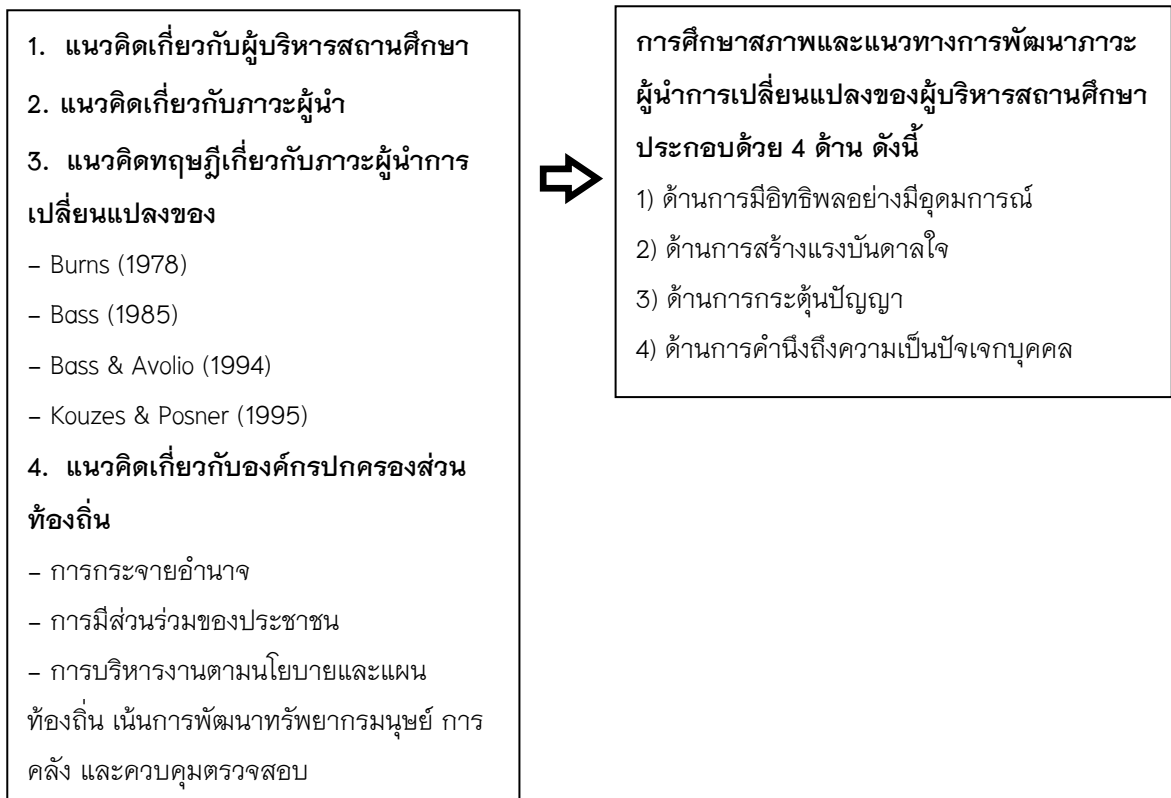 1. แนวคิดเกี่ยวกับผู้บริหารสถานศึกษา
2. แนวคิดเกี่ยวกับภาวะผู้นำ
3. แนวคิดทฤษฎีเกี่ยวกับภาวะผู้นำการ
เปลี่ยนแปลงของ
– Burns (1978)
– Bass (1985)
– Bass & Avolio (1994)
– Kouzes & Posner (1995)
4. แนวคิดเกี่ยวกับองค์กรปกครองส่วน
ท้องถิ่น
– การกระจายอำนาจ
– การมีส่วนร่วมของประชาชน
– การบริหารงานตามนโยบายและแผน
ท้องถิ่น เน้นการพัฒนาทรัพยากรมนุษย์ การ
คลัง และควบคุมตรวจสอบ
การศึกษาสภาพและแนวทางการพัฒนาภาวะ
ผู้นำการเปลี่ยนแปลงของผู้บริหารสถานศึกษา
ประกอบด้วย 4 ด้าน ดังนี้
1) ด้านการมีอิทธิพลอย่างมีอุดมการณ์
2) ด้านการสร้างแรงบันดาลใจ
3) ด้านการกระตุ้นปัญญา
4) ด้านการคำนึงถึงความเป็นปัจเจกบุคคล